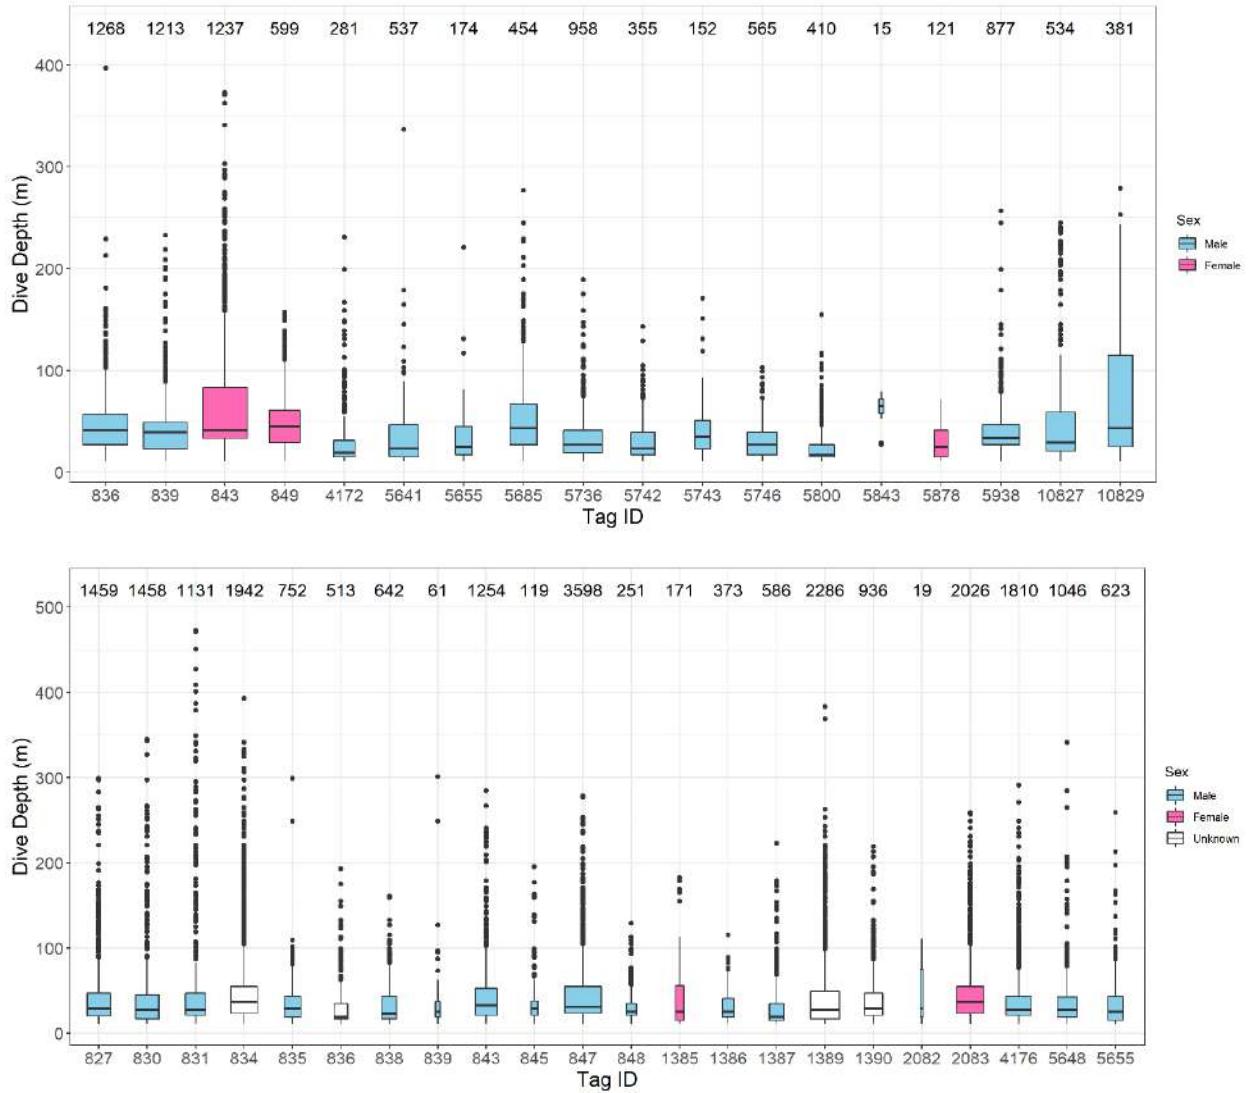 1268 1213 1237 599 281 537 174 454 958 355 152 565 410 15 121 877 534 381
400
300
200
100
0
Dive Depth (m)
Sex
Male
Female
836 839 843 849 4172 5641 5655 5685 5736 5742 5743 5746 5800 5843 5878 5938 10827 10829
Tag ID
1459 1458 1131 1942 752 513 642 61 1254 119 3598 251 171 373 586 2286 936 19 2026 1810 1046 623
500
400
300
200
100
0
Dive Depth (m)
Sex
Male
Female
Unknown
827 830 831 834 835 836 838 839 843 845 847 848 1385 1386 1387 1389 1390 2082 2083 4176 5648 5655
Tag ID